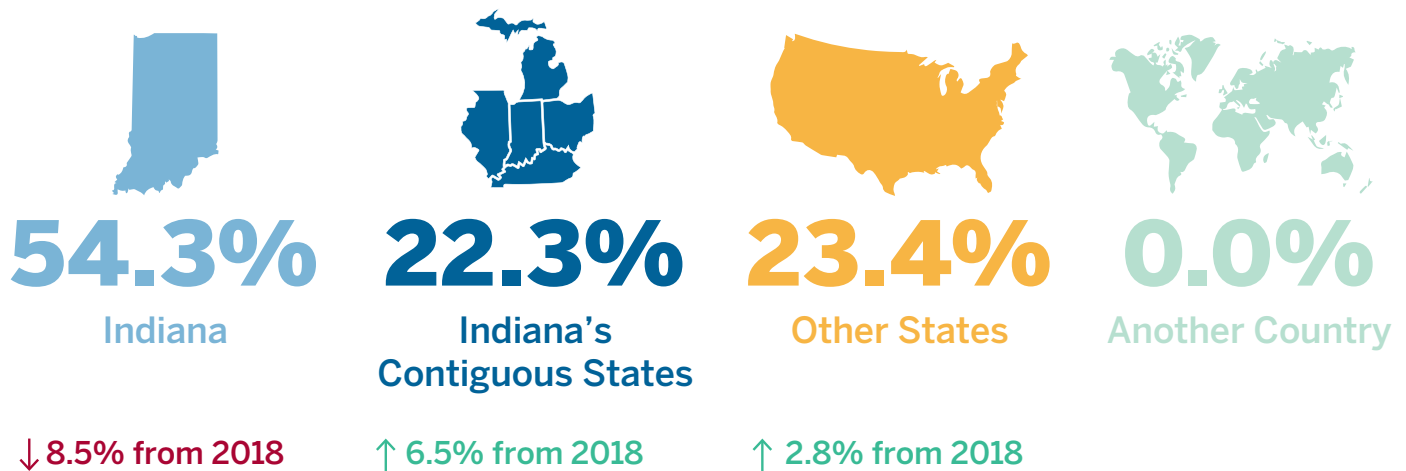 54.3%
Indiana
↓ 8.5% from 2018
22.3%
Indiana’s
Contiguous States
↑ 6.5% from 2018
23.4%
Other States
↑ 2.8% from 2018
0.0%
Another Country